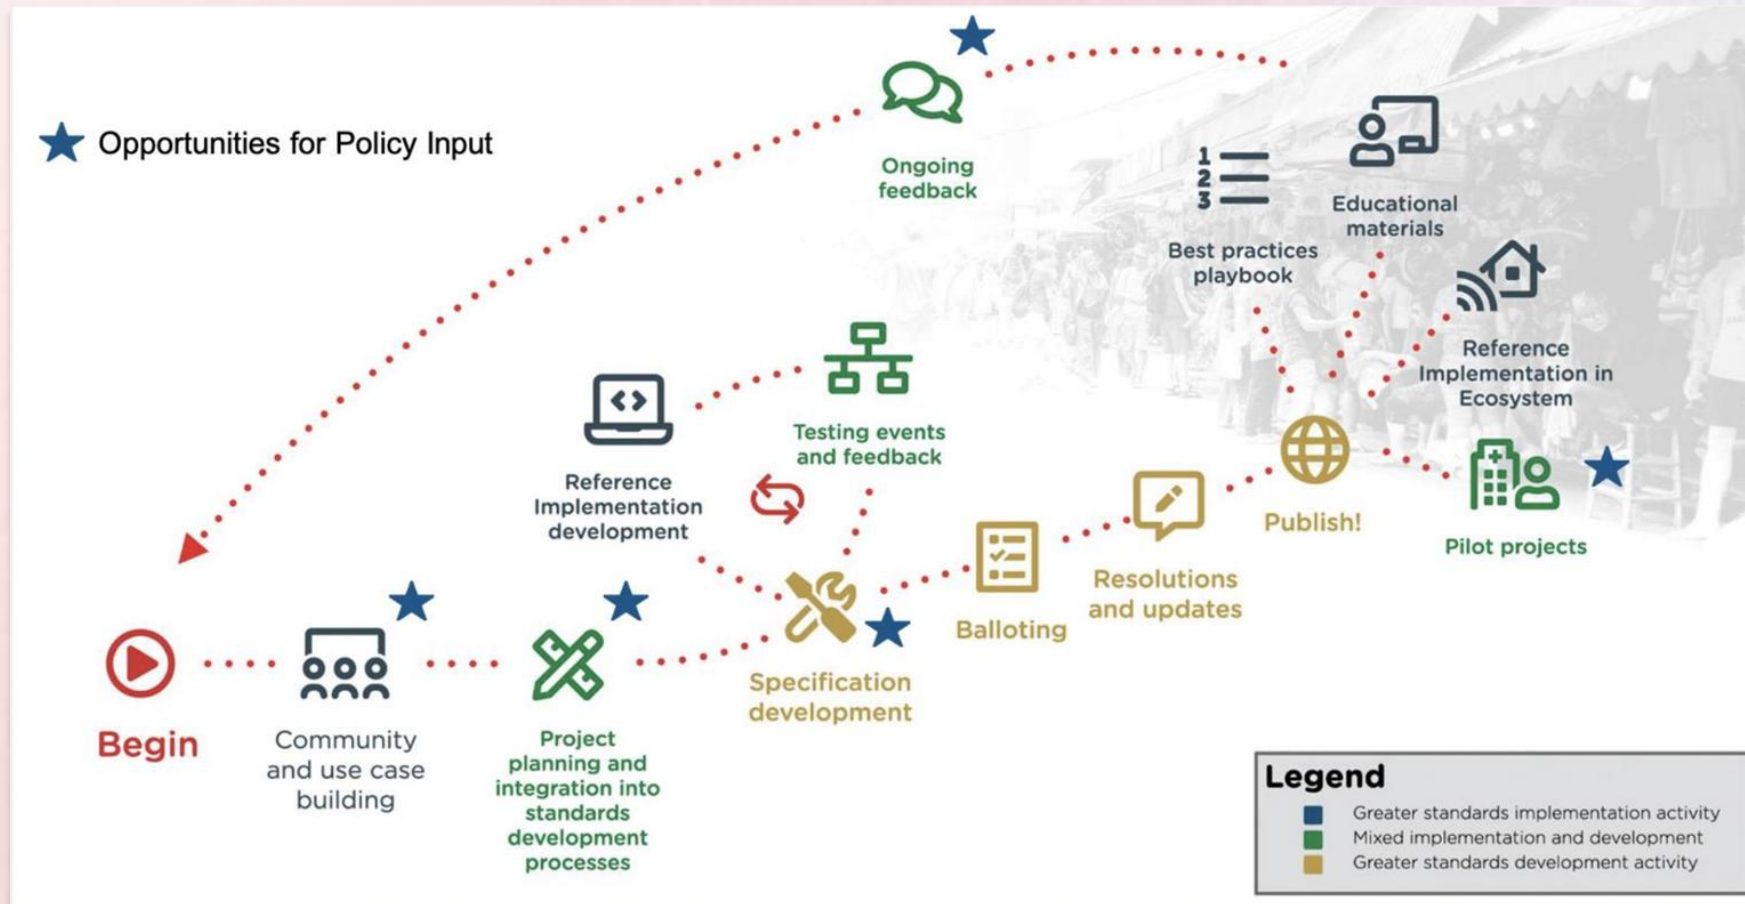 Opportunities for Policy Input
Ongoing
feedback
1
2
3
Best practices
playbook
Educational
materials
Reference
Implementation in
Ecosystem
Testing events
and feedback
Reference
Implementation
development
Publish!
Pilot projects
Resolutions
and updates
Balloting
Specification
development
Begin
Community
and use case
building
Project
planning and
integration into
standards
development
processes
Legend
Greater standards implementation activity
Mixed implementation and development
Greater standards development activity